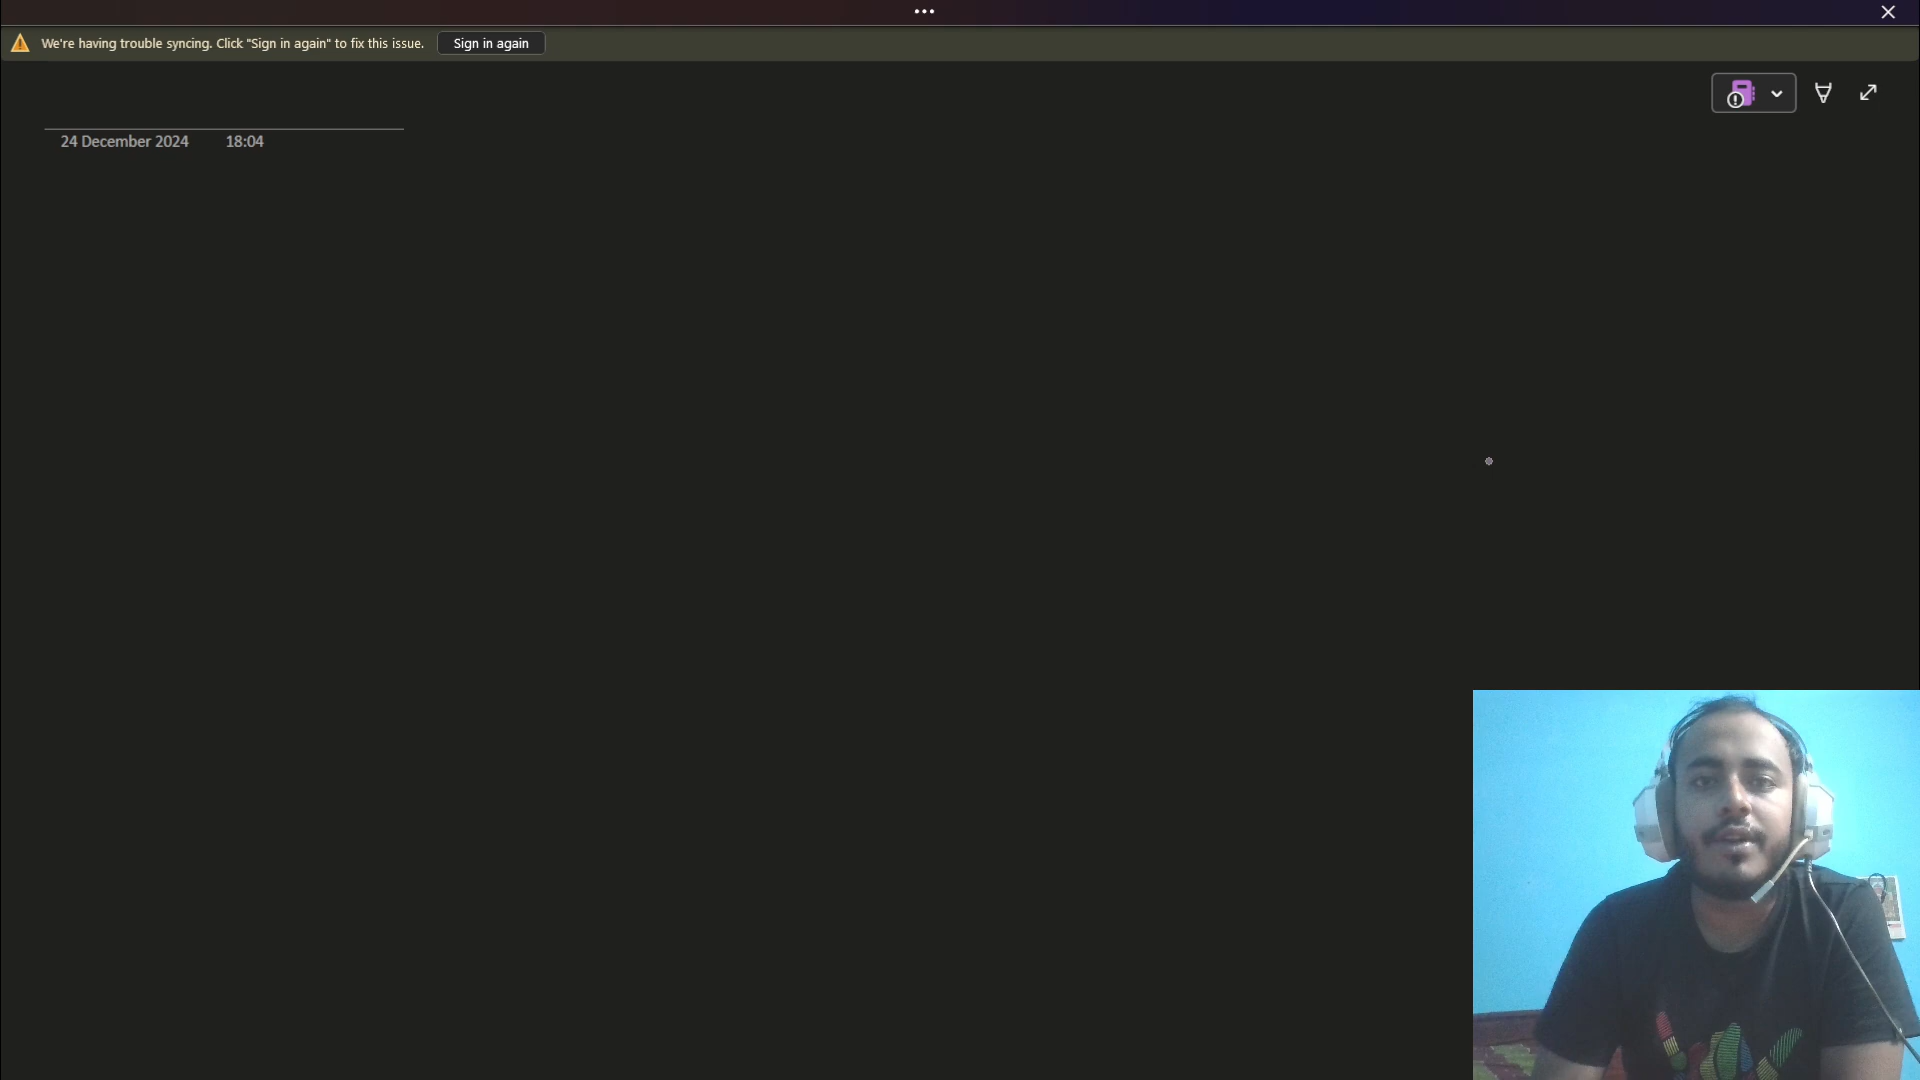 We're having trouble syncing. Click "Sign in again" to fix this issue. Sign in again
24 December 2024 18:04